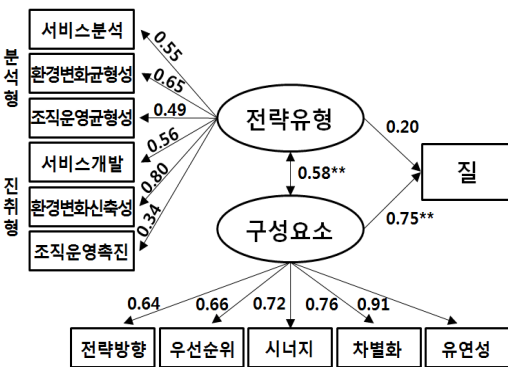 분석형
진취형
서비스분석
환경변화균형성
조직운영균형성
서비스개발
환경변화신축성
조직운영촉진
0.55
0.65
0.49
0.56
0.80
0.34
전략유형
0.58**
구성요소
0.20
0.75**
질
0.64
0.66
0.72
0.76
0.91
전략방향
우선순위
시너지
차별화
유연성